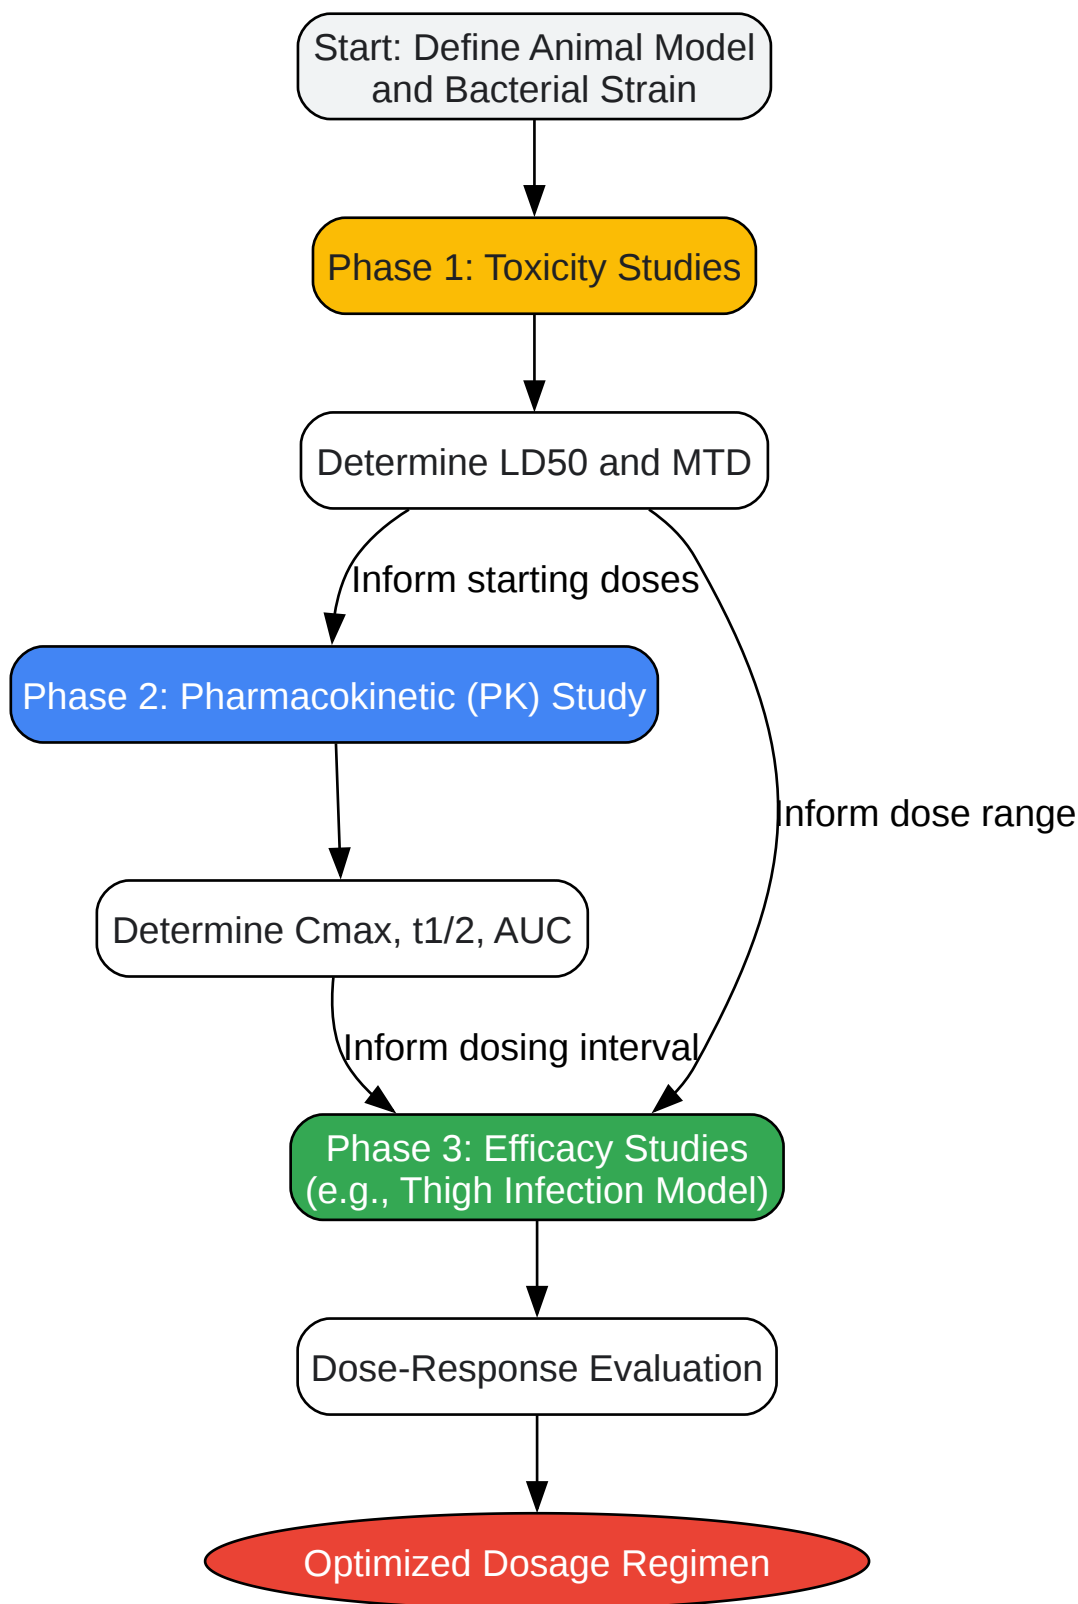 Start: Define Animal Model
and Bacterial Strain
Phase 1: Toxicity Studies
Determine LD50 and MTD
Inform starting doses
Phase 2: Pharmacokinetic (PK) Study
Inform dose range
Determine Cmax, t1/2, AUC
Inform dosing interval
Phase 3: Efficacy Studies
(e.g., Thigh Infection Model)
Dose-Response Evaluation
Optimized Dosage Regimen